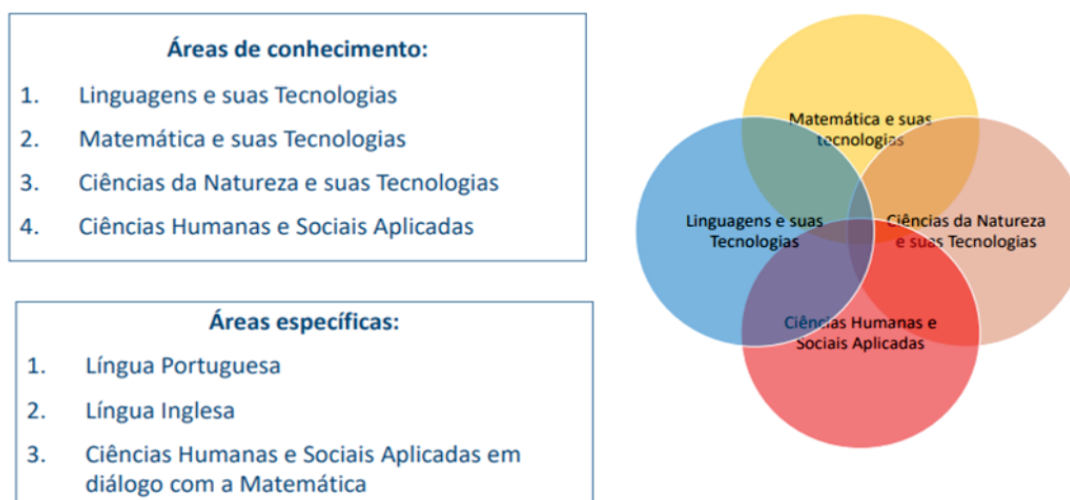 Áreas de conhecimento:
1. Linguagens e suas Tecnologias
2. Matemática e suas Tecnologias
3. Ciências da Natureza e suas Tecnologias
4. Ciências Humanas e Sociais Aplicadas
Áreas específicas:
1. Língua Portuguesa
2. Língua Inglesa
3. Ciências Humanas e Sociais Aplicadas em
diálogo com a Matemática
Matemática e suas
tecnologias
Linguagens e suas
Tecnologias
Ciências da Natureza
e suas Tecnologias
Ciências Humanas e
Sociais Aplicadas